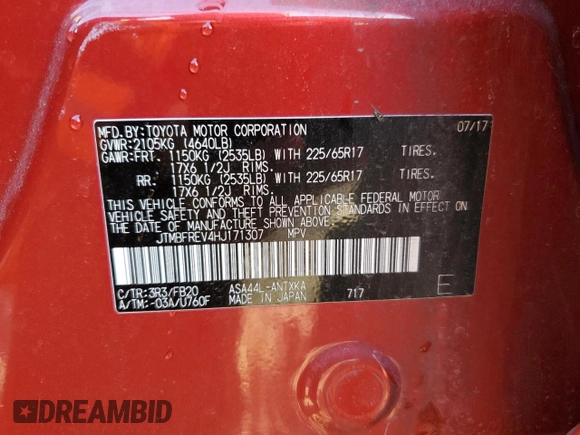 MFD.BY:TOYOTA MOTOR CORPORATION 07/17
GVWR:2105KG (4640LB)
GAWR:FRT. 1150KG (2535LB) WITH 225/65R17 TIRES.
17X6 1/2J RIMS.
RR. 1150KG (2535LB) WITH 225/65R17 TIRES.
17X6 1/2J RIMS.
THIS VEHICLE CONFORMS TO ALL APPLICABLE FEDERAL MOTOR
VEHICLE SAFETY STANDARDS IN EFFECT ON
THE DATE OF MANUFACTURE SHOWN ABOVE.
JTMBFREV4HJ171307 MPV
C/TR:3R3/FB20 ASA44L-ANTXKA
A/TM:-03A/U760F MADE IN JAPAN 717 E
DREAMBID